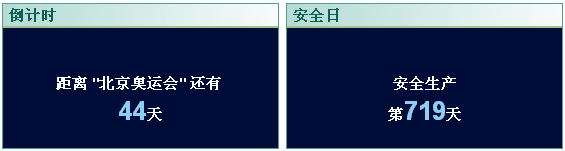 倒计时
距离 "北京奥运会" 还有
44天
安全日
安全生产
第719天